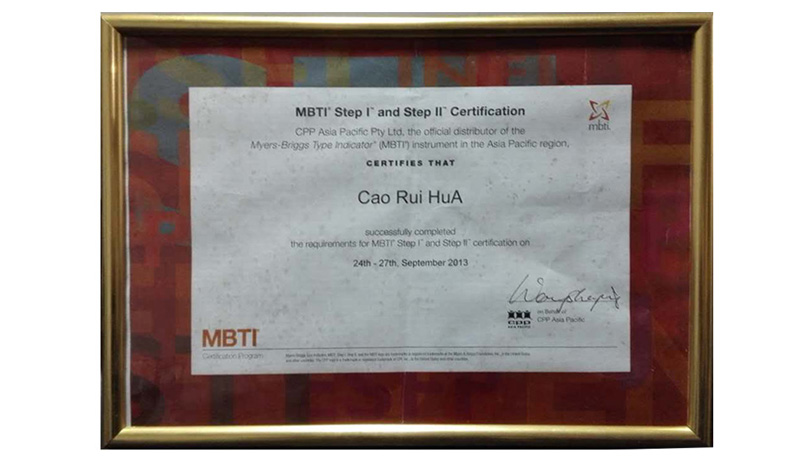 MBTI® Step I™ and Step II™ Certification
mbti.
CPP Asia Pacific Pty Ltd, the official distributor of the
Myers-Briggs Type Indicator® (MBTI®) instrument in the Asia Pacific region,
CERTIFIES THAT
Cao Rui HuA
successfully completed
the requirements for MBTI® Step I™ and Step II™ certification on
24th - 27th, September 2013
on Behalf of
CPP Asia Pacific
cpp
ASIA PACIFIC
MBTI®
Certification Program